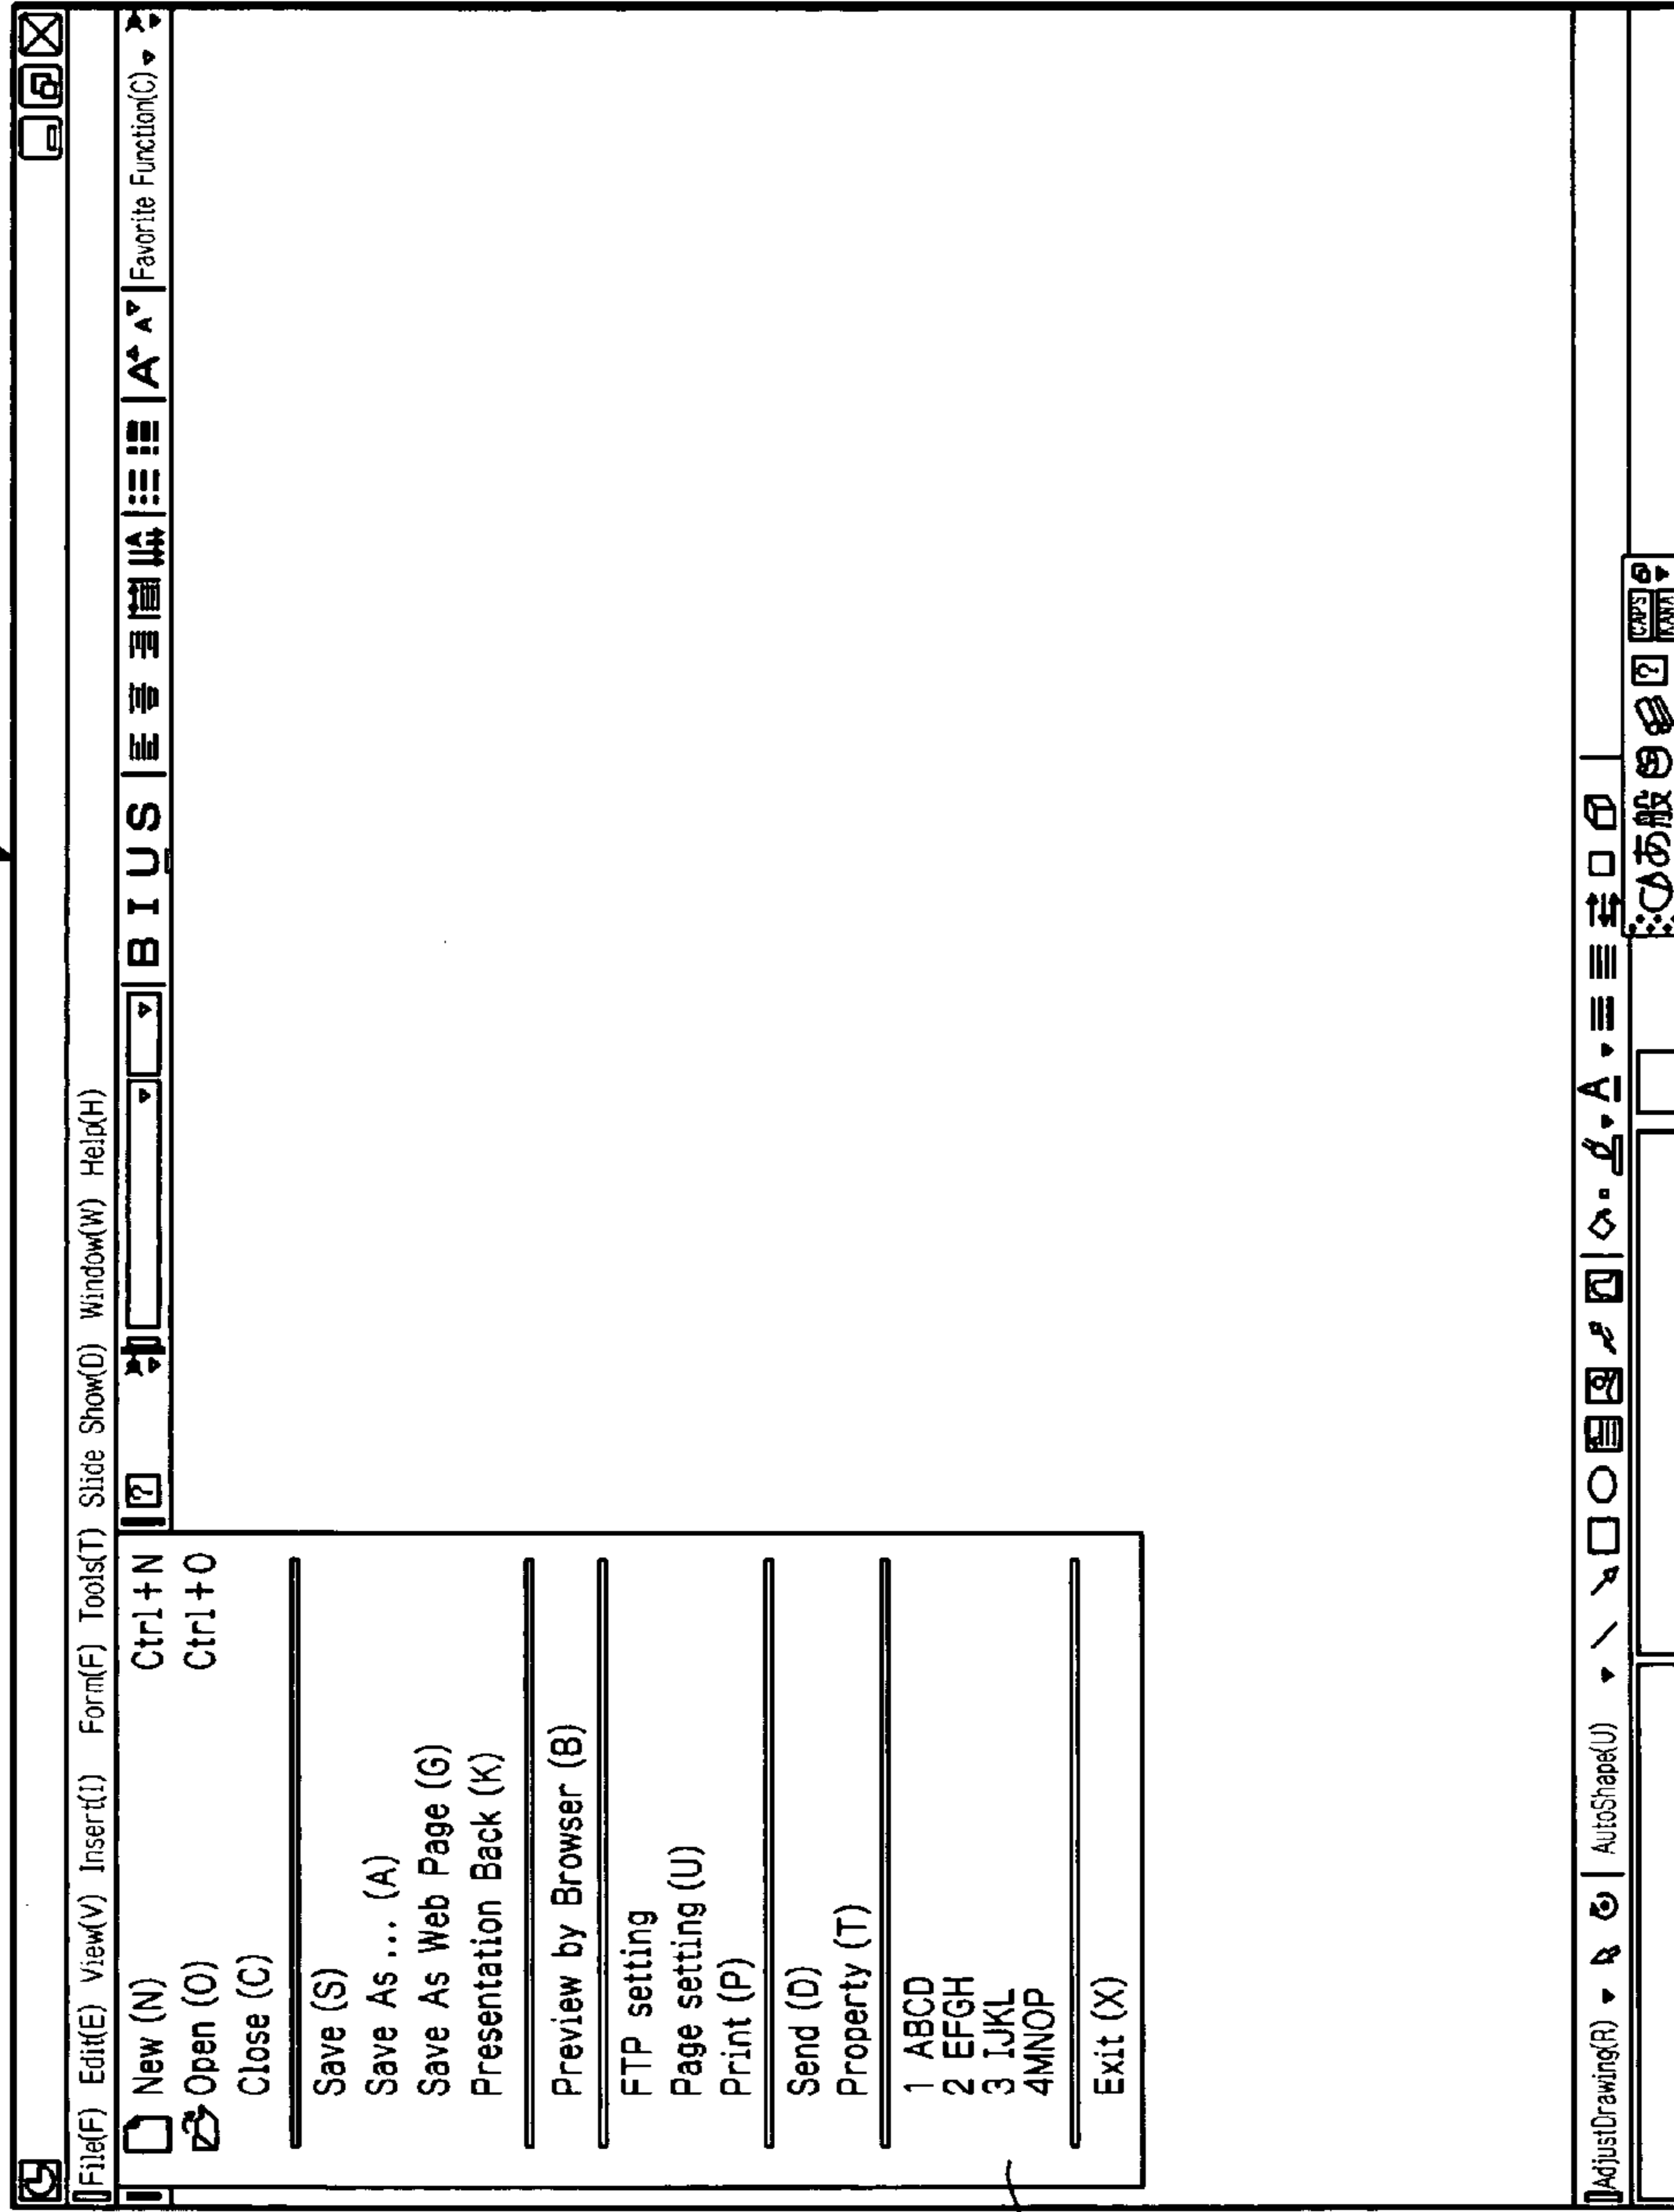 File(F) Edit(E) View(V) Insert(I) Form(F) Tools(T) Slide Show(D) Window(W) Help(H)
? B I U S A A Favorite Function(C)
New (N) Ctrl+N
Open (O) Ctrl+O
Close (C)
Save (S)
Save As ... (A)
Save As Web Page (G)
Presentation Back (K)
Preview by Browser (B)
FTP setting
Page setting (U)
Print (P)
Send (D)
Property (T)
1 ABCD
2 EFGH
3 IJKL
4MNOP
Exit (X)
AdjustDrawing(R) AutoShape(U) A
あ般 ? CAPS
KANA